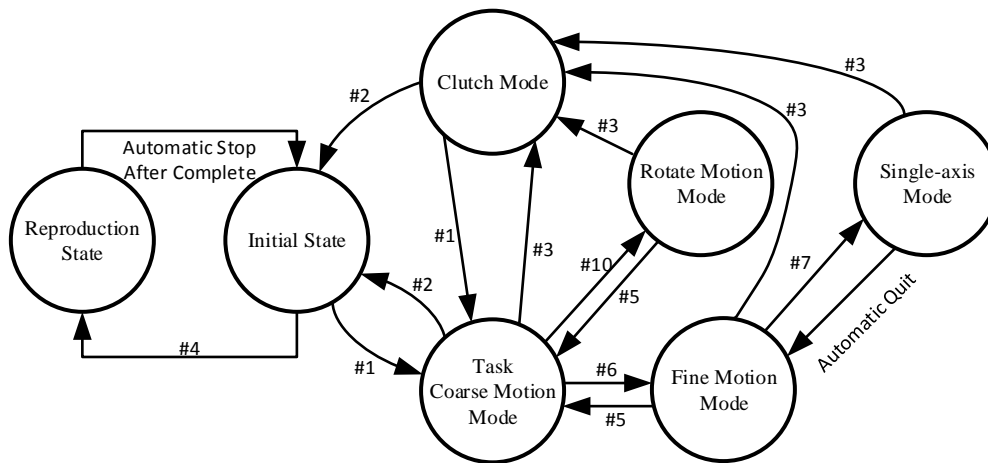 #3
Clutch Mode
#3
#2
#3
Automatic Stop
After Complete
Rotate Motion
Mode
Single-axis
Mode
Reproduction
State
Initial State
#1
#3
#10
#7
#2
#5
Automatic Quit
#4
#1
Task
Coarse Motion
Mode
#6
#5
Fine Motion
Mode